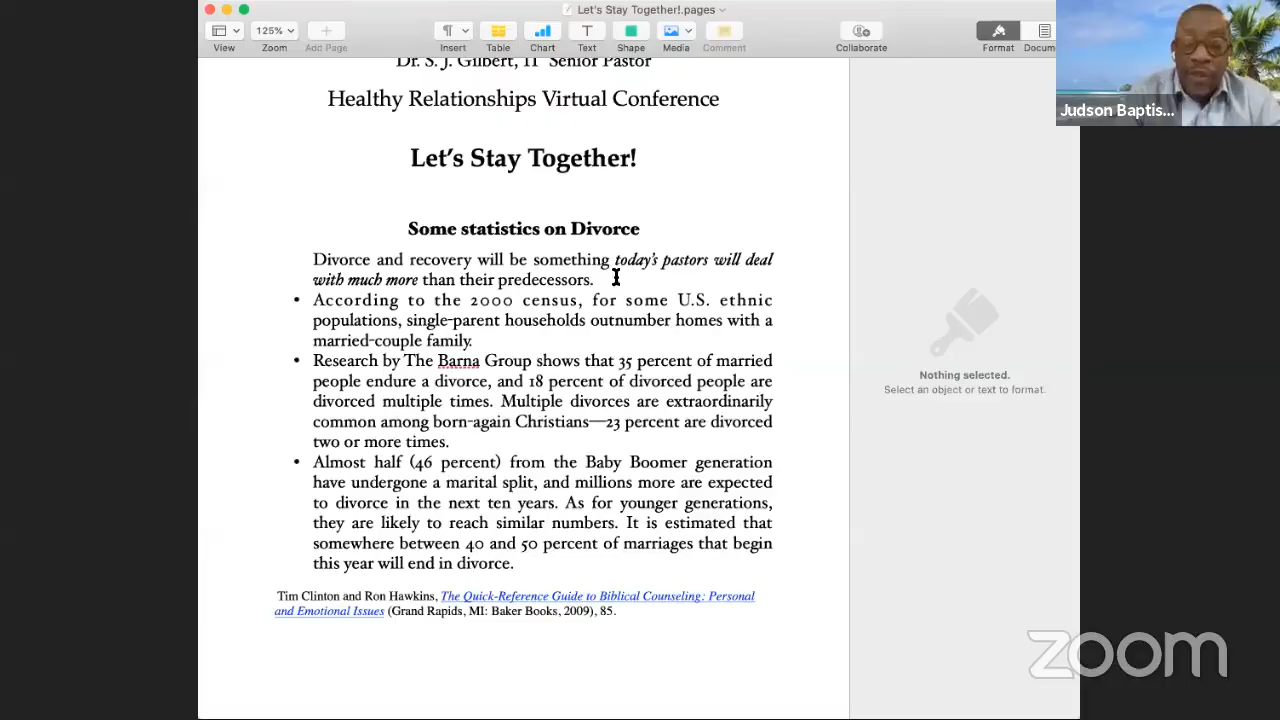 Let's Stay Together!.pages
125%
View
Zoom
Add Page
Insert
Table
Chart
Text
Shape
Media
Comment
Collaborate
Format
Docum
Judson Baptis...
Dr. S. J. Gilbert, II Senior Pastor
Healthy Relationships Virtual Conference
Let's Stay Together!
Some statistics on Divorce
Divorce and recovery will be something today's pastors will deal
with much more than their predecessors.
• According to the 2000 census, for some U.S. ethnic
populations, single-parent households outnumber homes with a
married-couple family.
• Research by The Barna Group shows that 35 percent of married
people endure a divorce, and 18 percent of divorced people are
divorced multiple times. Multiple divorces are extraordinarily
common among born-again Christians—23 percent are divorced
two or more times.
• Almost half (46 percent) from the Baby Boomer generation
have undergone a marital split, and millions more are expected
to divorce in the next ten years. As for younger generations,
they are likely to reach similar numbers. It is estimated that
somewhere between 40 and 50 percent of marriages that begin
this year will end in divorce.
Tim Clinton and Ron Hawkins, The Quick-Reference Guide to Biblical Counseling: Personal
and Emotional Issues (Grand Rapids, MI: Baker Books, 2009), 85.
Nothing selected.
Select an object or text to format.
zoom